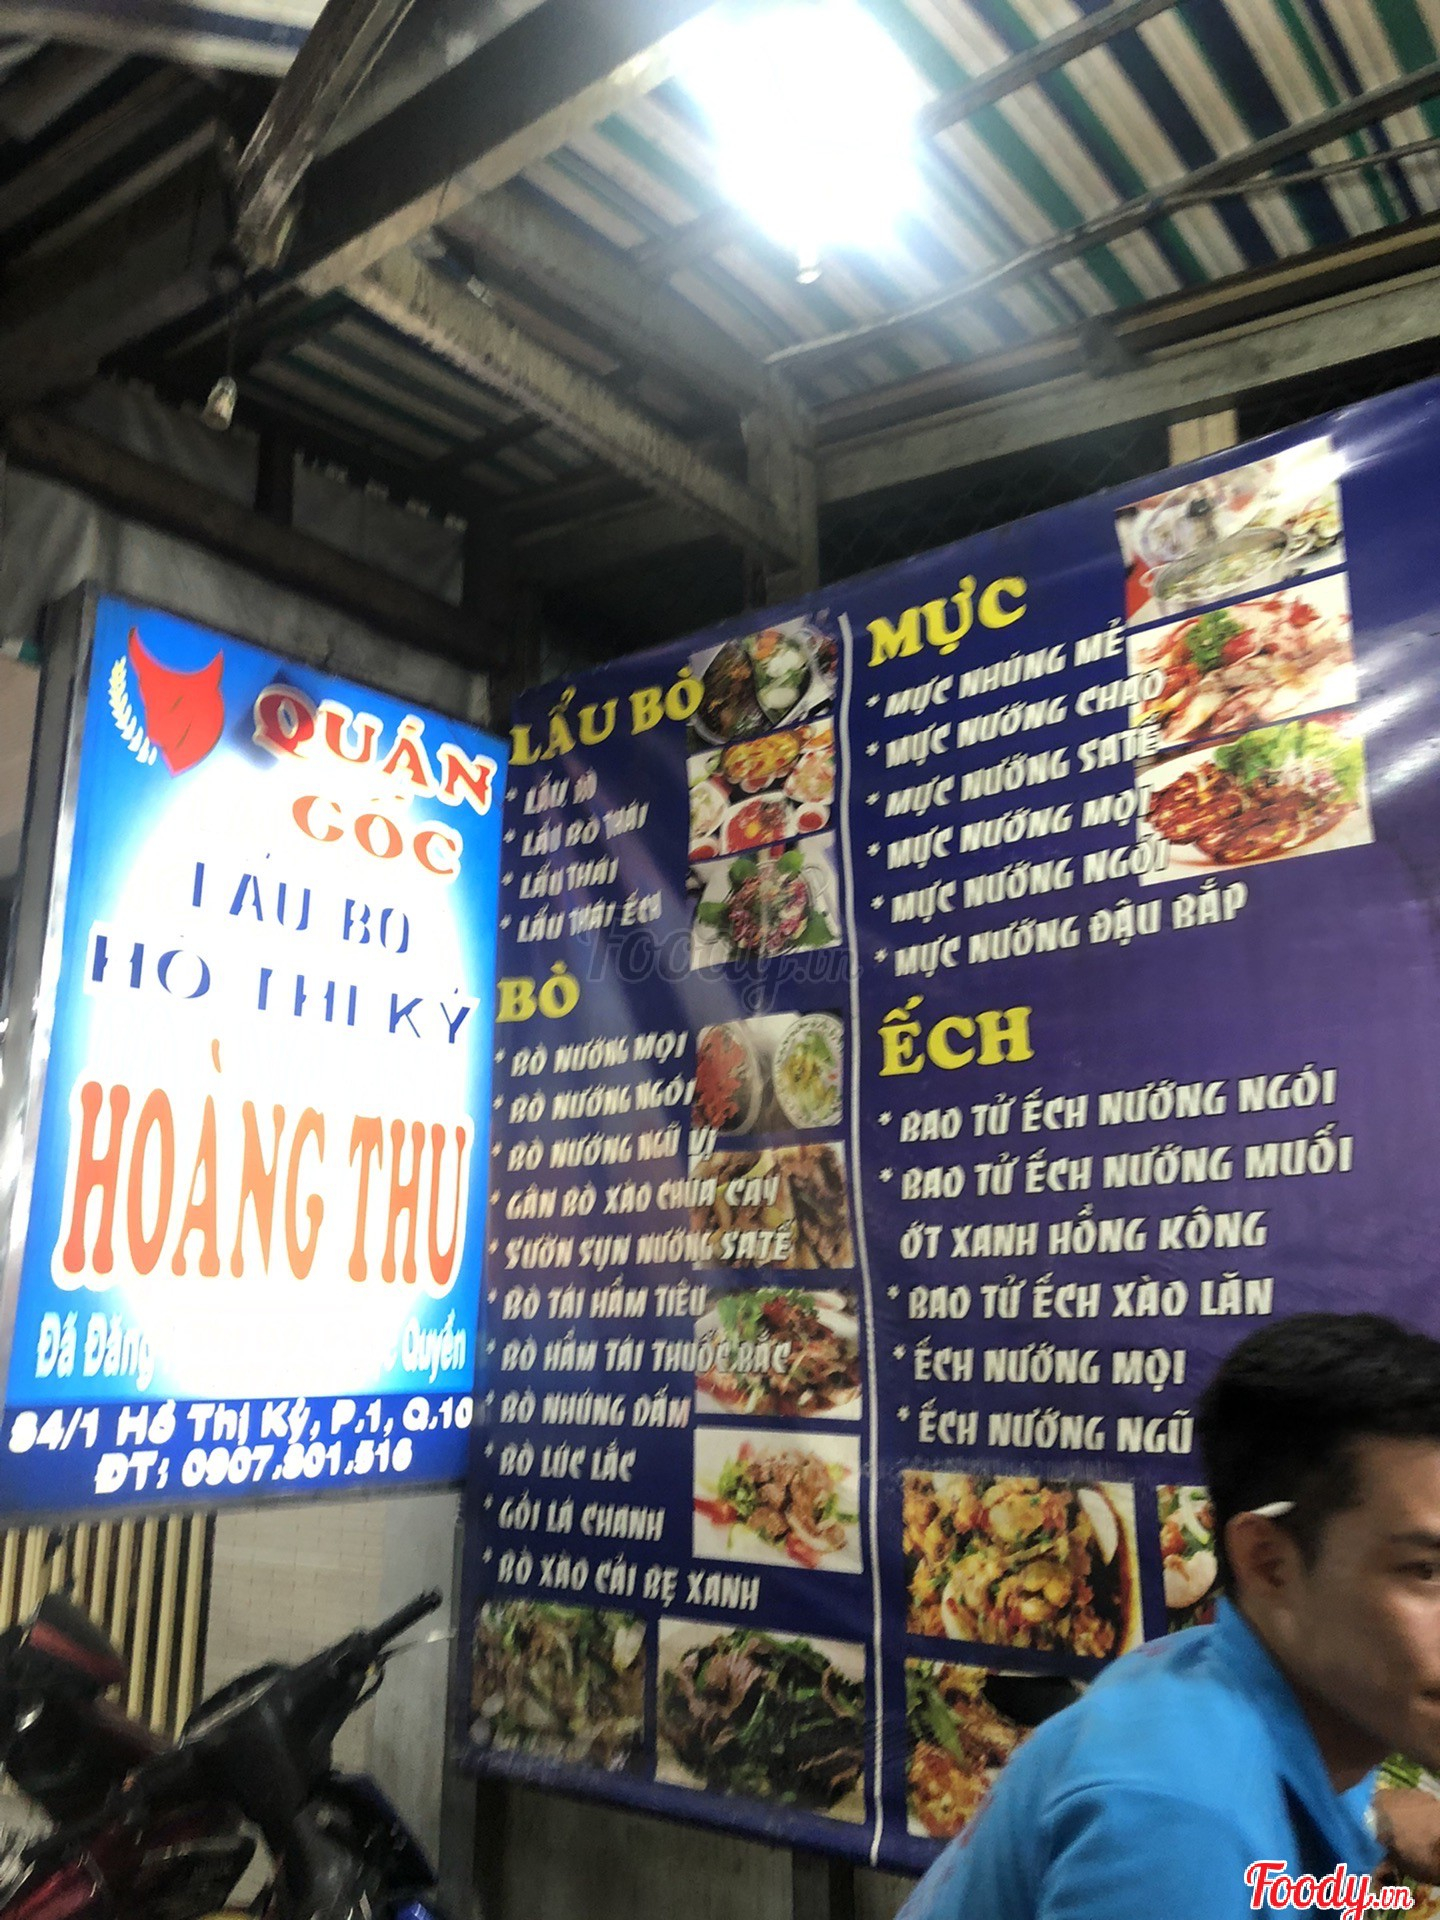 QUÁN
GỐC
LẨU BÒ
HỒ THỊ KỶ
HOÀNG THU
Đã Đăng Quyền
84/1 Hồ Thị Kỷ, P.1, Q.10
ĐT: 0907.301.516
LẨU BÒ
* LẨU BÒ
* LẨU BÒ THÁI
* LẨU THÁI
* LẨU THÁI ẾCH
BÒ
* BÒ NƯỚNG MỌI
* BÒ NƯỚNG NGÓI
* BÒ NƯỚNG NGŨ VỊ
* GÂN BÒ XÀO CHUA CAY
* SƯỜN SỤN NƯỚNG SATẾ
* BÒ TÁI HẦM TIÊU
* BÒ HẦM TÁI THUỐC BẮC
* BÒ NHÚNG DẤM
* BÒ LÚC LẮC
* GỎI LÁ CHANH
* BÒ XÀO CẢI BẸ XANH
MỰC
* MỰC NHÚNG MẺ
* MỰC NƯỚNG CHAO
* MỰC NƯỚNG SATẾ
* MỰC NƯỚNG MỌI
* MỰC NƯỚNG NGÓI
* MỰC NƯỚNG ĐẬU BẮP
ẾCH
* BAO TỬ ẾCH NƯỚNG NGÓI
* BAO TỬ ẾCH NƯỚNG MUỐI
ỚT XANH HỒNG KÔNG
* BAO TỬ ẾCH XÀO LĂN
* ẾCH NƯỚNG MỌI
* ẾCH NƯỚNG NGŨ
Foody.vn
Foody.vn